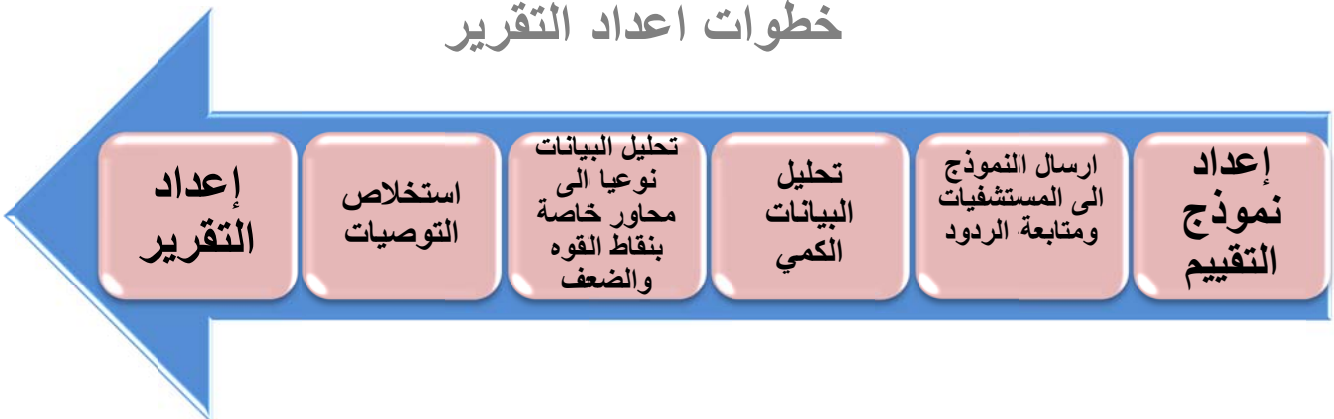 خطوات اعداد التقرير
إعداد
نموذج
التقييم
ارسال النموذج
الى المستشفيات
ومتابعة الردود
تحليل
البيانات
الكمي
تحليل البيانات
نوعيا الى
محاور خاصة
بنقاط القوه
والضعف
استخلاص
التوصيات
إعداد
التقرير